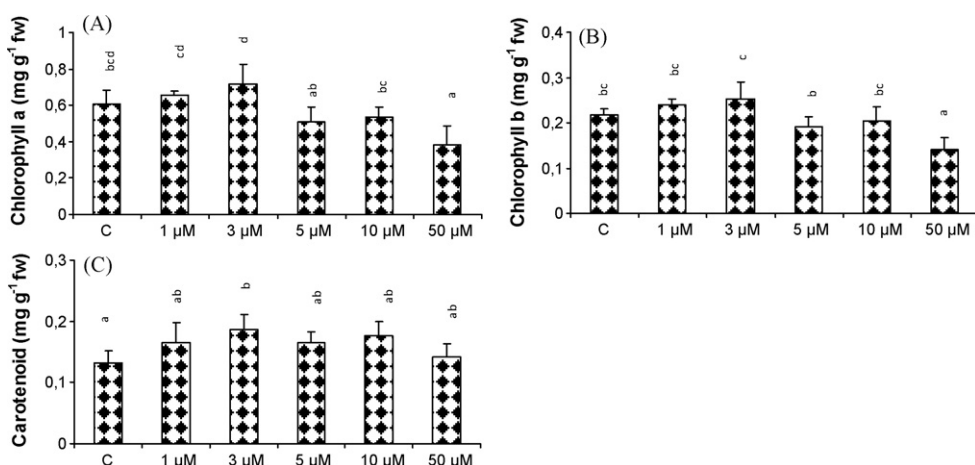 (A)
Chlorophyll a (mg g⁻¹ fw)
1
0,8
0,6
0,4
0,2
0
bcd
cd
d
ab
bc
a
C 1 µM 3 µM 5 µM 10 µM 50 µM
(B)
Chlorophyll b (mg g⁻¹ fw)
0,4
0,3
0,2
0,1
0
bc
bc
c
b
bc
a
C 1 µM 3 µM 5 µM 10 µM 50 µM
(C)
Carotenoid (mg g⁻¹ fw)
0,3
0,2
0,1
0
a
ab
b
ab
ab
ab
C 1 µM 3 µM 5 µM 10 µM 50 µM